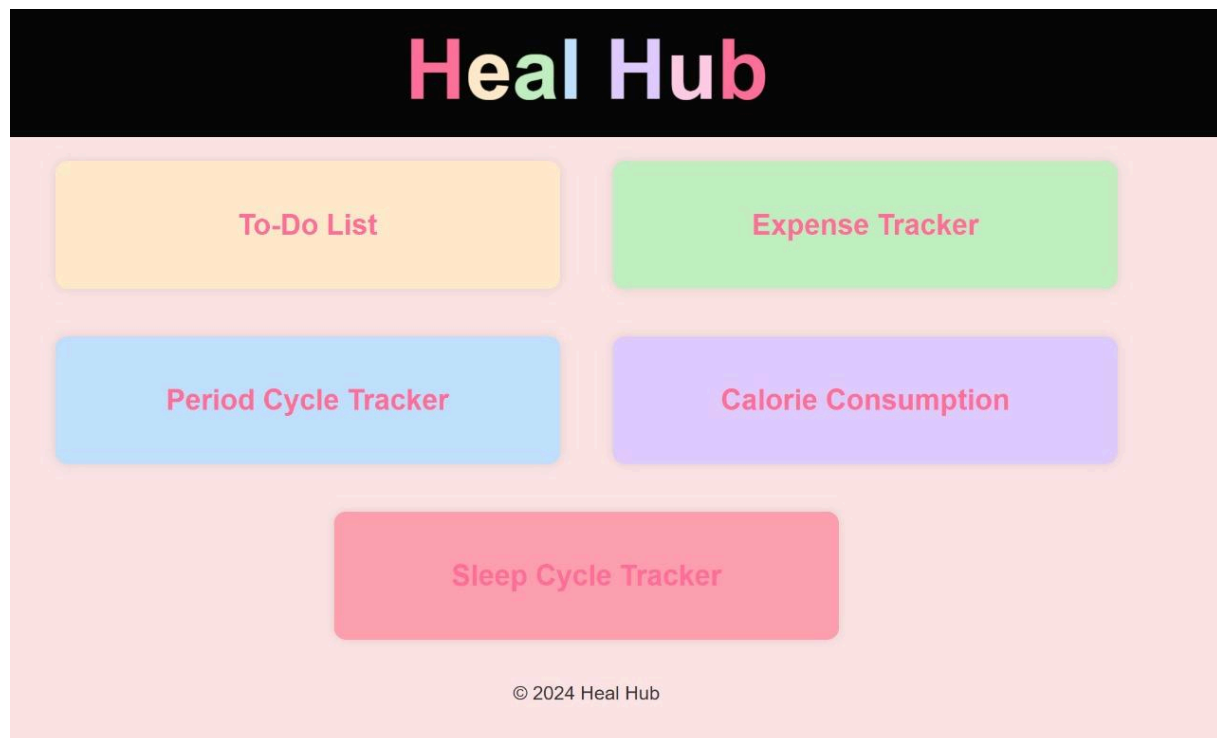 Heal Hub
To-Do List
Expense Tracker
Period Cycle Tracker
Calorie Consumption
Sleep Cycle Tracker
© 2024 Heal Hub